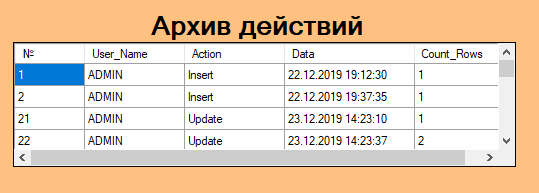 Архив действий
№ User_Name Action Data Count_Rows
1 ADMIN Insert 22.12.2019 19:12:30 1
2 ADMIN Insert 22.12.2019 19:37:35 1
21 ADMIN Update 23.12.2019 14:23:10 1
22 ADMIN Update 23.12.2019 14:23:37 2